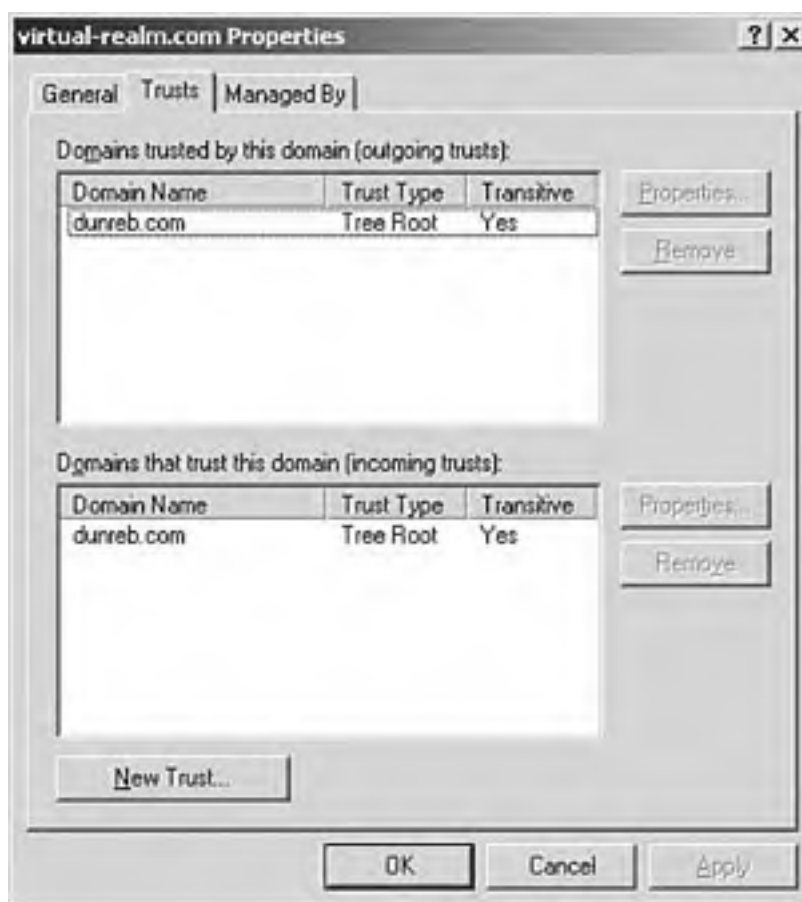 virtual-realm.com Properties ? ×
General Trusts Managed By
Domains trusted by this domain (outgoing trusts):
Domain Name Trust Type Transitive
dunreb.com Tree Root Yes
Properties...
Remove
Domains that trust this domain (incoming trusts):
Domain Name Trust Type Transitive
dunreb.com Tree Root Yes
Properties...
Remove
New Trust...
OK Cancel Apply